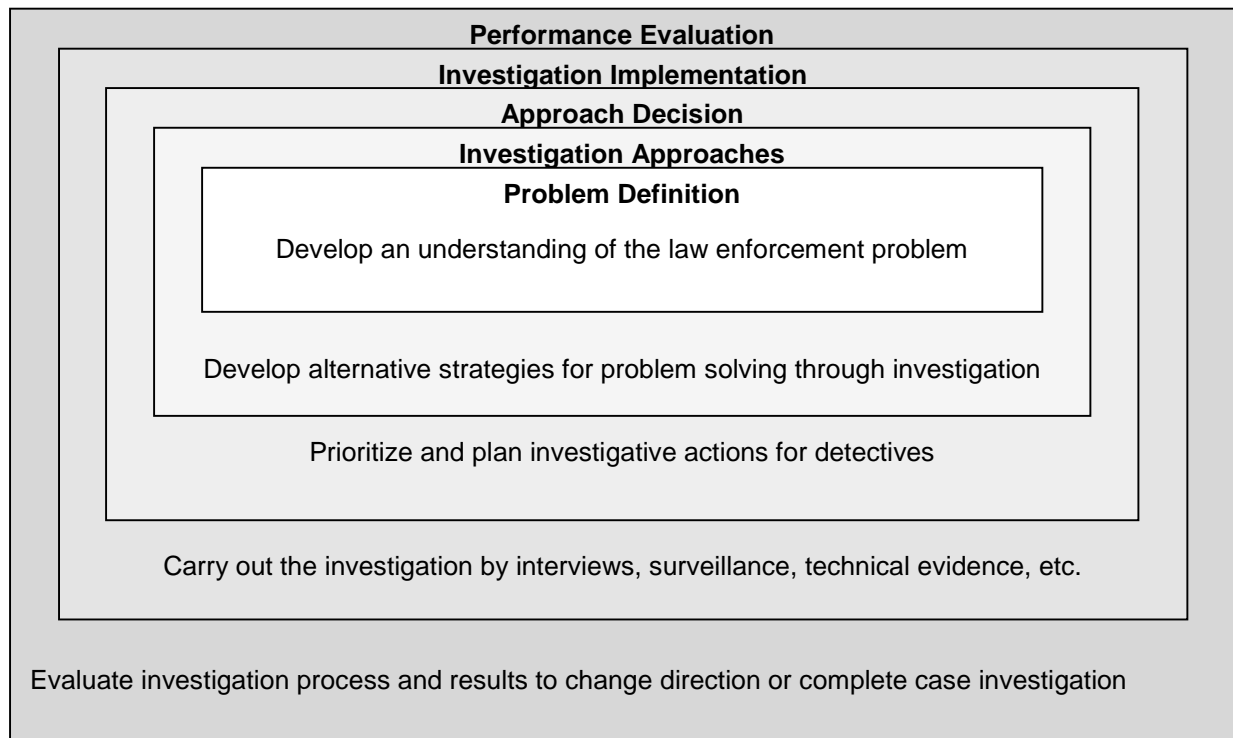 Performance Evaluation
Investigation Implementation
Approach Decision
Investigation Approaches
Problem Definition
Develop an understanding of the law enforcement problem
Develop alternative strategies for problem solving through investigation
Prioritize and plan investigative actions for detectives
Carry out the investigation by interviews, surveillance, technical evidence, etc.
Evaluate investigation process and results to change direction or complete case investigation